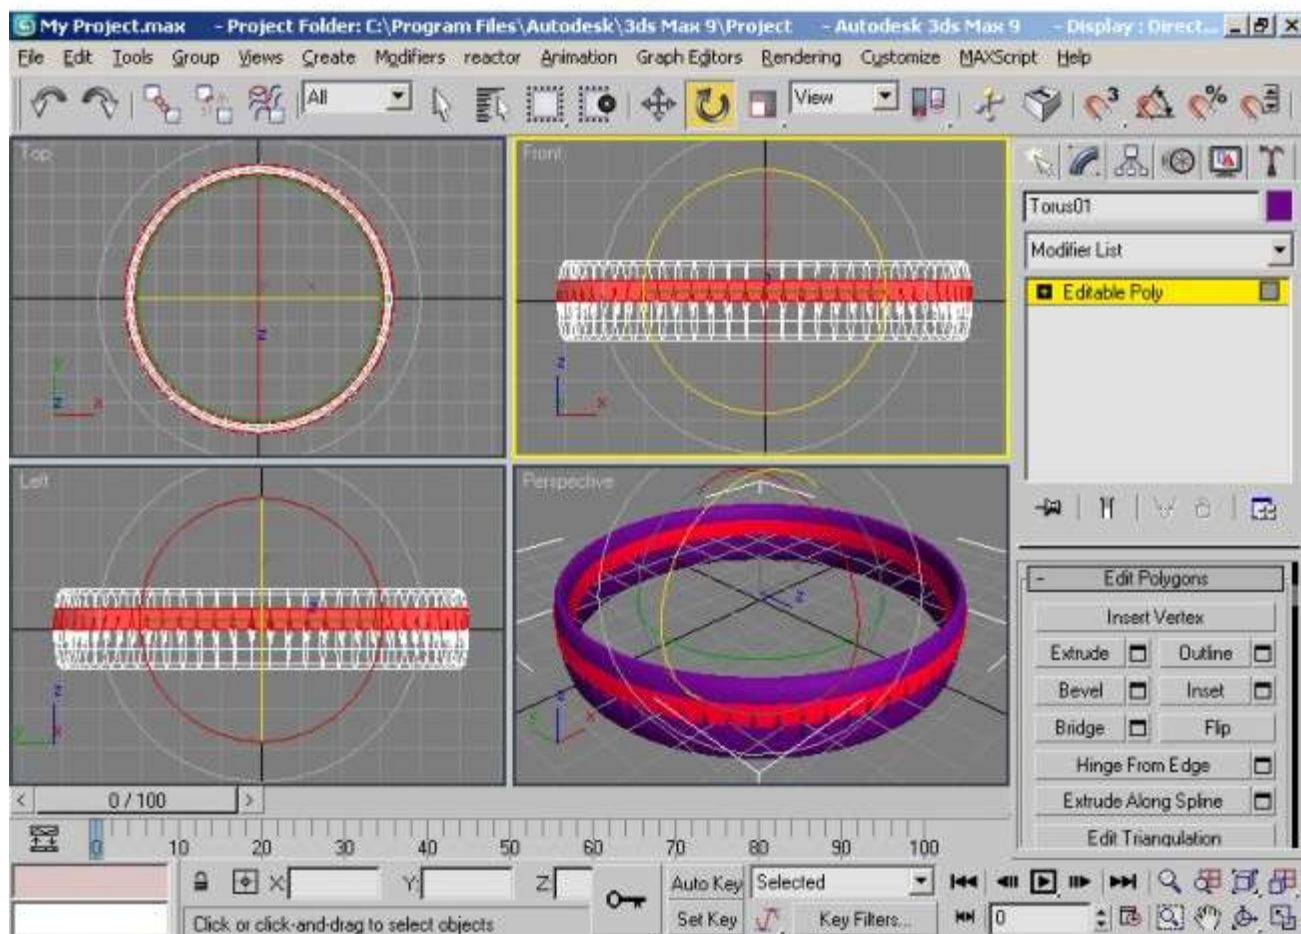 My Project.max - Project Folder: C:\Program Files\Autodesk\3ds Max 9\Project - Autodesk 3ds Max 9 - Display : Direct...
File Edit Tools Group Views Create Modifiers reactor Animation Graph Editors Rendering Customize MAXScript Help
All View 3 %
Top
Front
Torus01
Modifier List
Editable Poly
z
y
z x
z
x
Left
Perspective
z
z
y x
z
x
z
z
y x
- Edit Polygons
Insert Vertex
Extrude Outline
Bevel Inset
Bridge Flip
Hinge From Edge
Extrude Along Spline
Edit Triangulation
< 0 / 100 >
0 10 20 30 40 50 60 70 80 90 100
X: Y: Z: Auto Key Selected
Click or click-and-drag to select objects Set Key Key Filters... 0